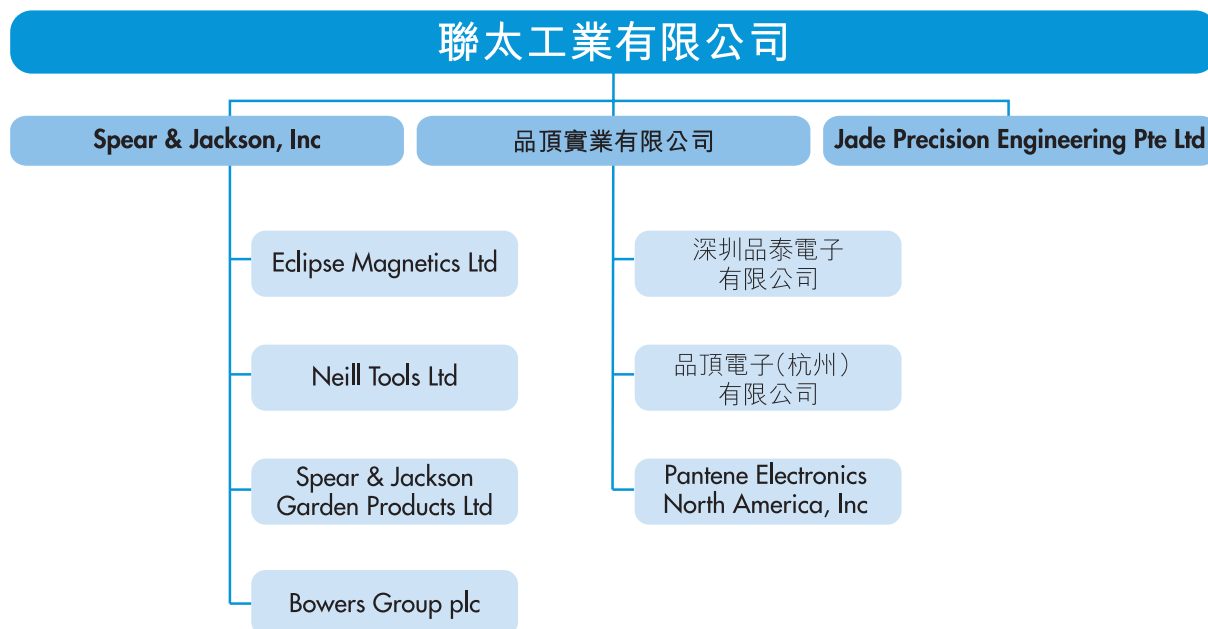 聯太工業有限公司
Spear & Jackson, Inc
品頂實業有限公司
Jade Precision Engineering Pte Ltd
Eclipse Magnetics Ltd
Neill Tools Ltd
Spear & Jackson
Garden Products Ltd
Bowers Group plc
深圳品泰電子
有限公司
品頂電子(杭州)
有限公司
Pantene Electronics
North America, Inc